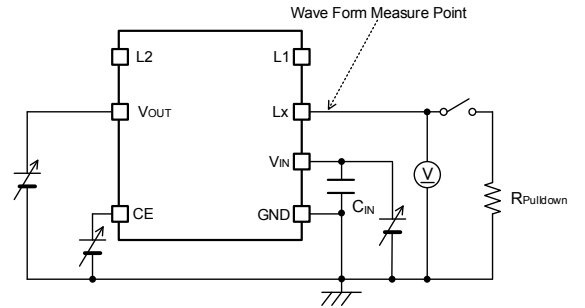 Wave Form Measure Point
L2 L1
VOUT Lx
VIN
V
CIN
RPulldown
CE GND